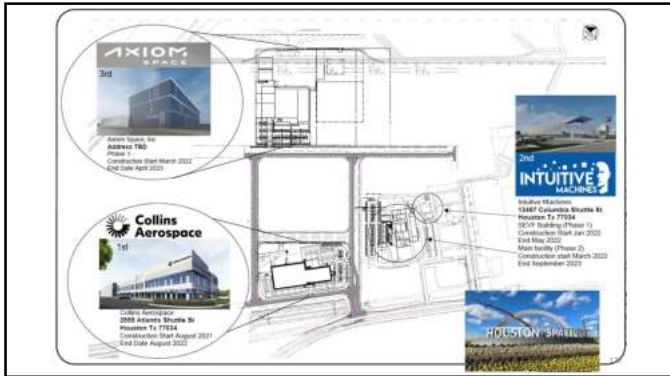 AXIOM
SPACE
3rd
Axiom Space, Inc
Address TBD
Phase 1 -
Construction Start March 2022
End Date April 2023
Collins
Aerospace
1st
Collins Aerospace
Atlantis Shuttle St
Houston Tx 77034
Construction Start August 2021
End Date August 2022
2nd
INTUITIVE
MACHINES
Intuitive Machines
13467 Columbia Shuttle St
Houston Tx 77034
SEVF Building (Phase 1)
Construction Start Jan 2022
End May 2022
Main facility (Phase 2)
Construction start March 2022
End September 2023
HOUSTON